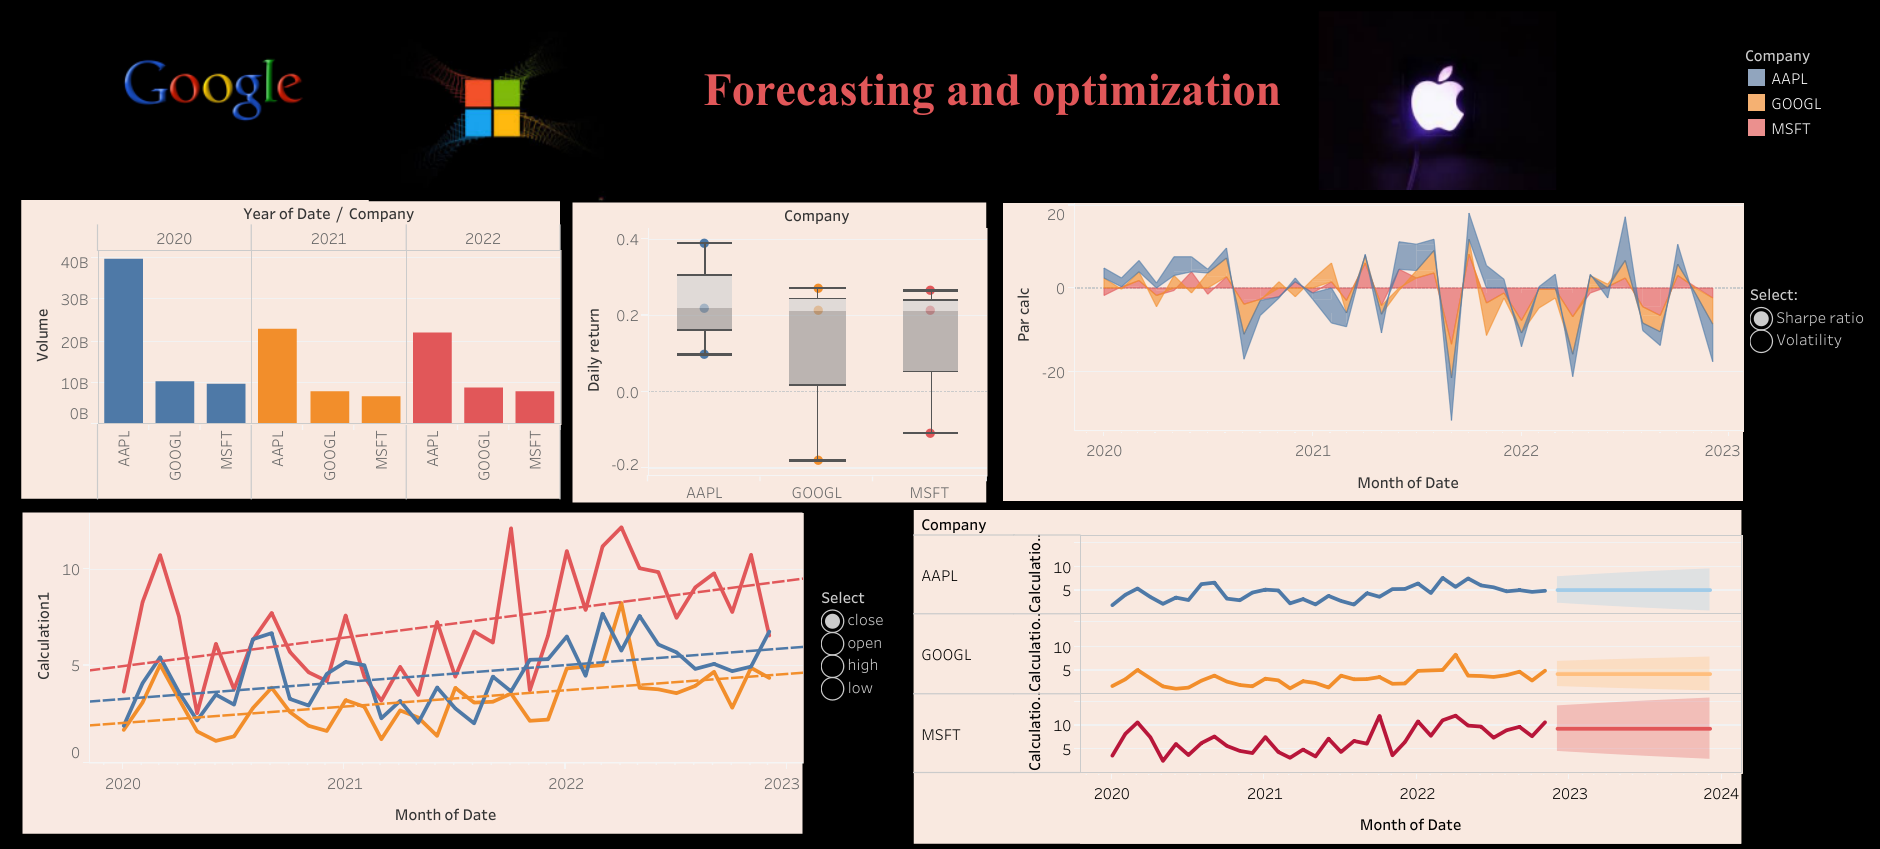 Google
Forecasting and optimization
Company
AAPL
GOOGL
MSFT
Year of Date / Company
2020 2021 2022
Volume
40B
30B
20B
10B
0B
AAPL GOOGL MSFT AAPL GOOGL MSFT AAPL GOOGL MSFT
Company
Daily return
0.4
0.2
0.0
-0.2
AAPL GOOGL MSFT
Par calc
20
0
-20
2020 2021 2022 2023
Month of Date
Select:
Sharpe ratio
Volatility
Calculation1
10
5
0
2020 2021 2022 2023
Month of Date
Select
close
open
high
low
Company
AAPL
Calculatio..
10
5
GOOGL
Calculatio..
10
5
MSFT
Calculatio..
10
5
2020 2021 2022 2023 2024
Month of Date